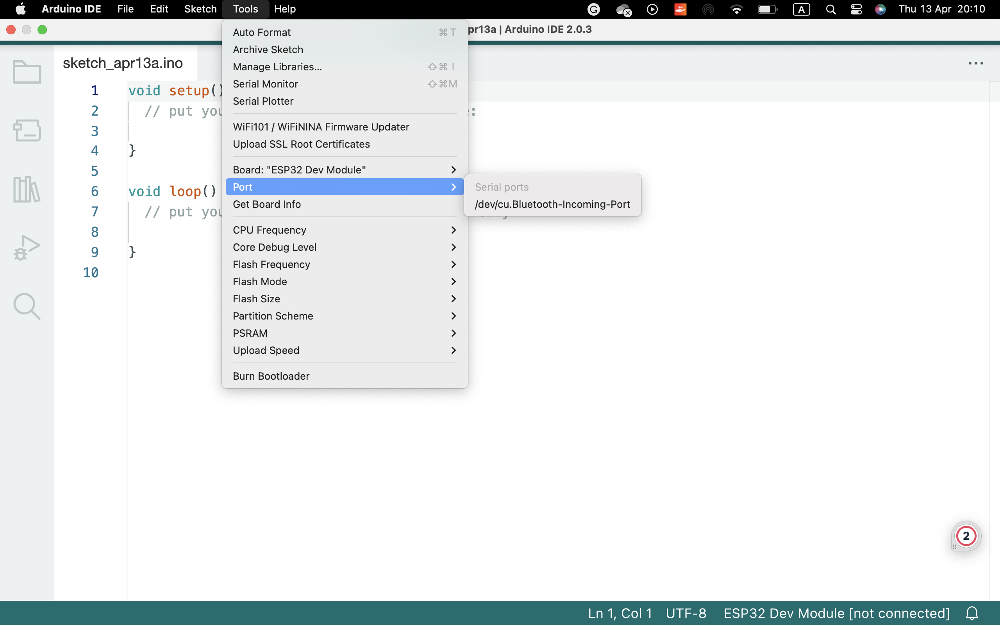 Arduino IDE File Edit Sketch Tools Help A Thu 13 Apr 20:10
pr13a | Arduino IDE 2.0.3
sketch_apr13a.ino
1 void setup()
2 // put you :
3
4 }
5
6 void loop()
7 // put you
8
9 }
10
Auto Format ⌘ T
Archive Sketch
Manage Libraries... ⇧ ⌘ I
Serial Monitor ⇧ ⌘ M
Serial Plotter
WiFi101 / WiFiNINA Firmware Updater
Upload SSL Root Certificates
Board: "ESP32 Dev Module"
Port
Get Board Info
CPU Frequency
Core Debug Level
Flash Frequency
Flash Mode
Flash Size
Partition Scheme
PSRAM
Upload Speed
Burn Bootloader
Serial ports
/dev/cu.Bluetooth-Incoming-Port
2
Ln 1, Col 1 UTF-8 ESP32 Dev Module [not connected]